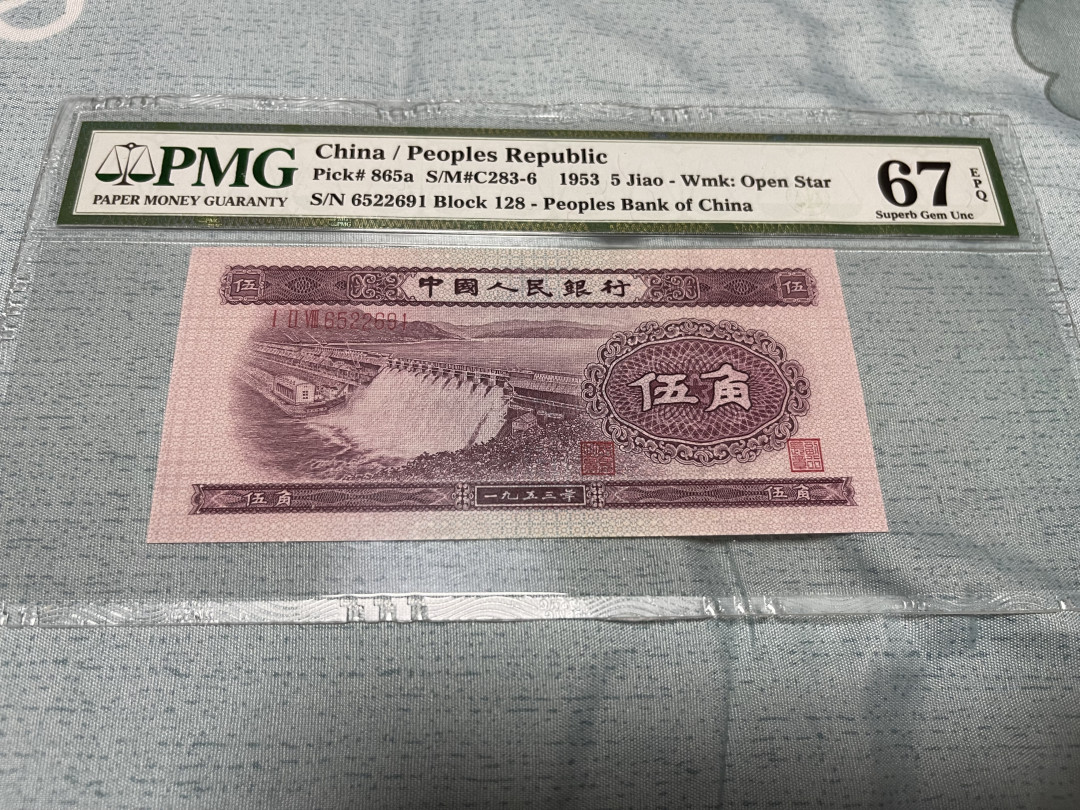 PMG
PAPER MONEY GUARANTY
China / Peoples Republic
Pick# 865a S/M#C283-6 1953 5 Jiao - Wmk: Open Star
S/N 6522691 Block 128 - Peoples Bank of China
67
EPQ
Superb Gem Unc
伍 中國人民銀行 伍
I II VIII 6522691
伍角
伍角 一九五三年 伍角